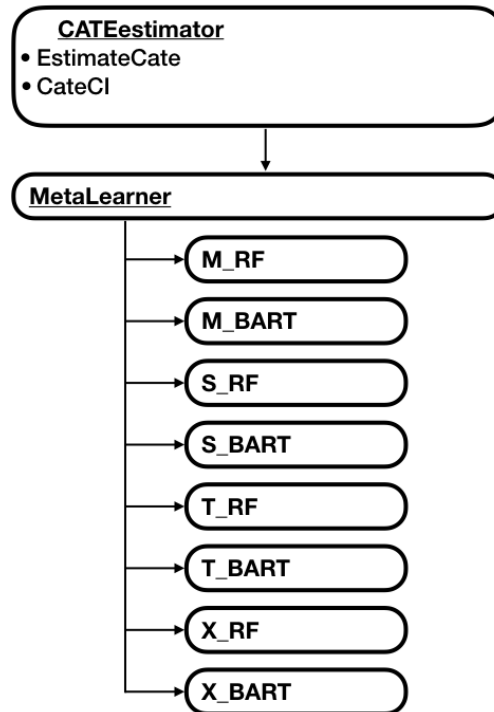 CATEestimator
• EstimateCate
• CateCI
MetaLearner
M_RF
M_BART
S_RF
S_BART
T_RF
T_BART
X_RF
X_BART